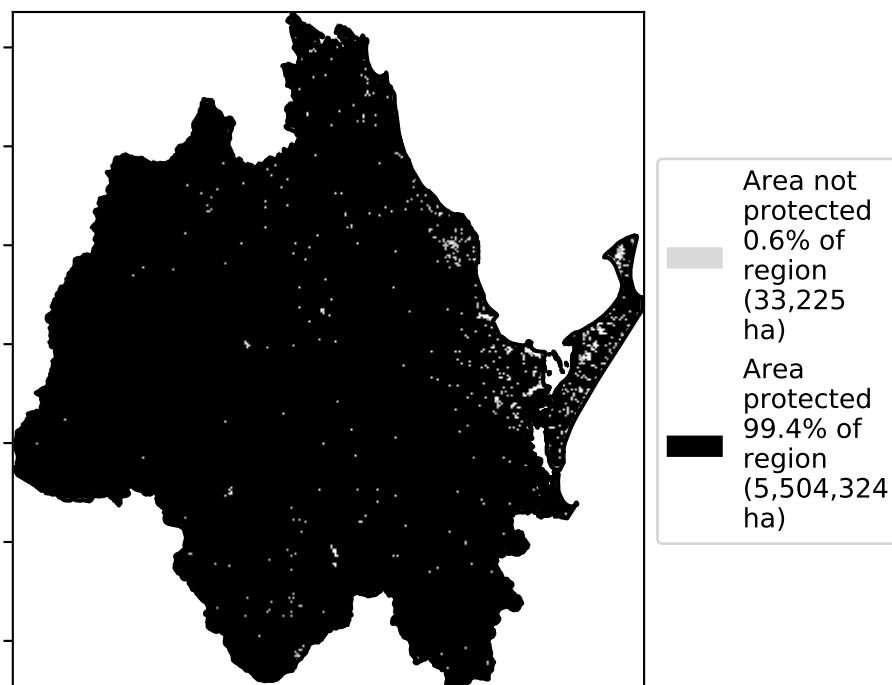 Area not
protected
0.6% of
region
(33,225
ha)
Area
protected
99.4% of
region
(5,504,324
ha)